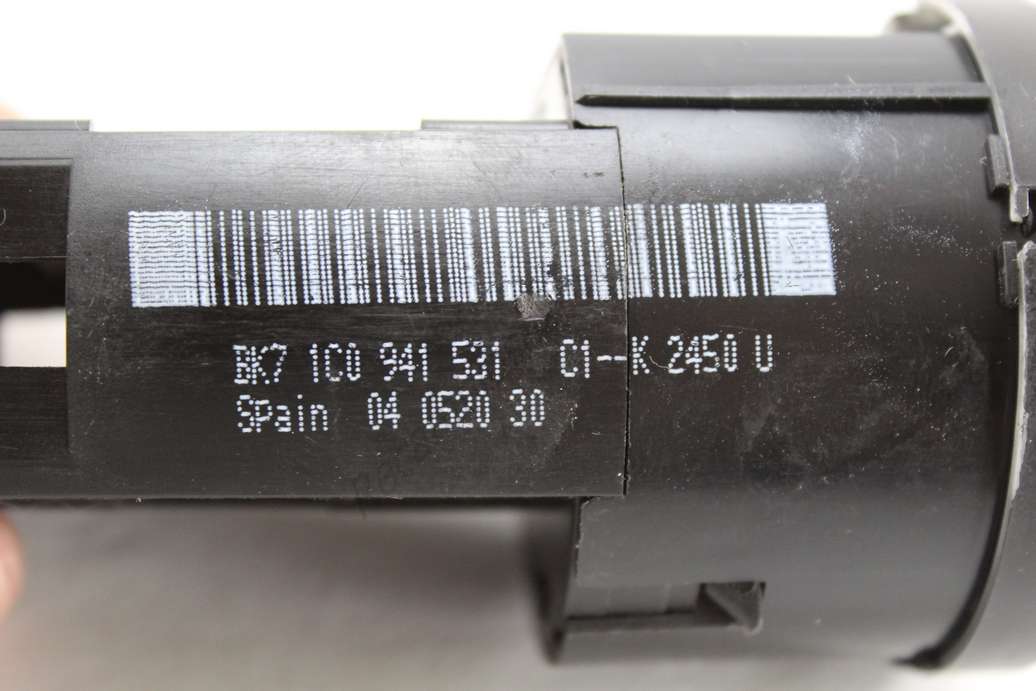 BK7 1C0 941 531 C1--K 2450 U
Spain 04 0520 30